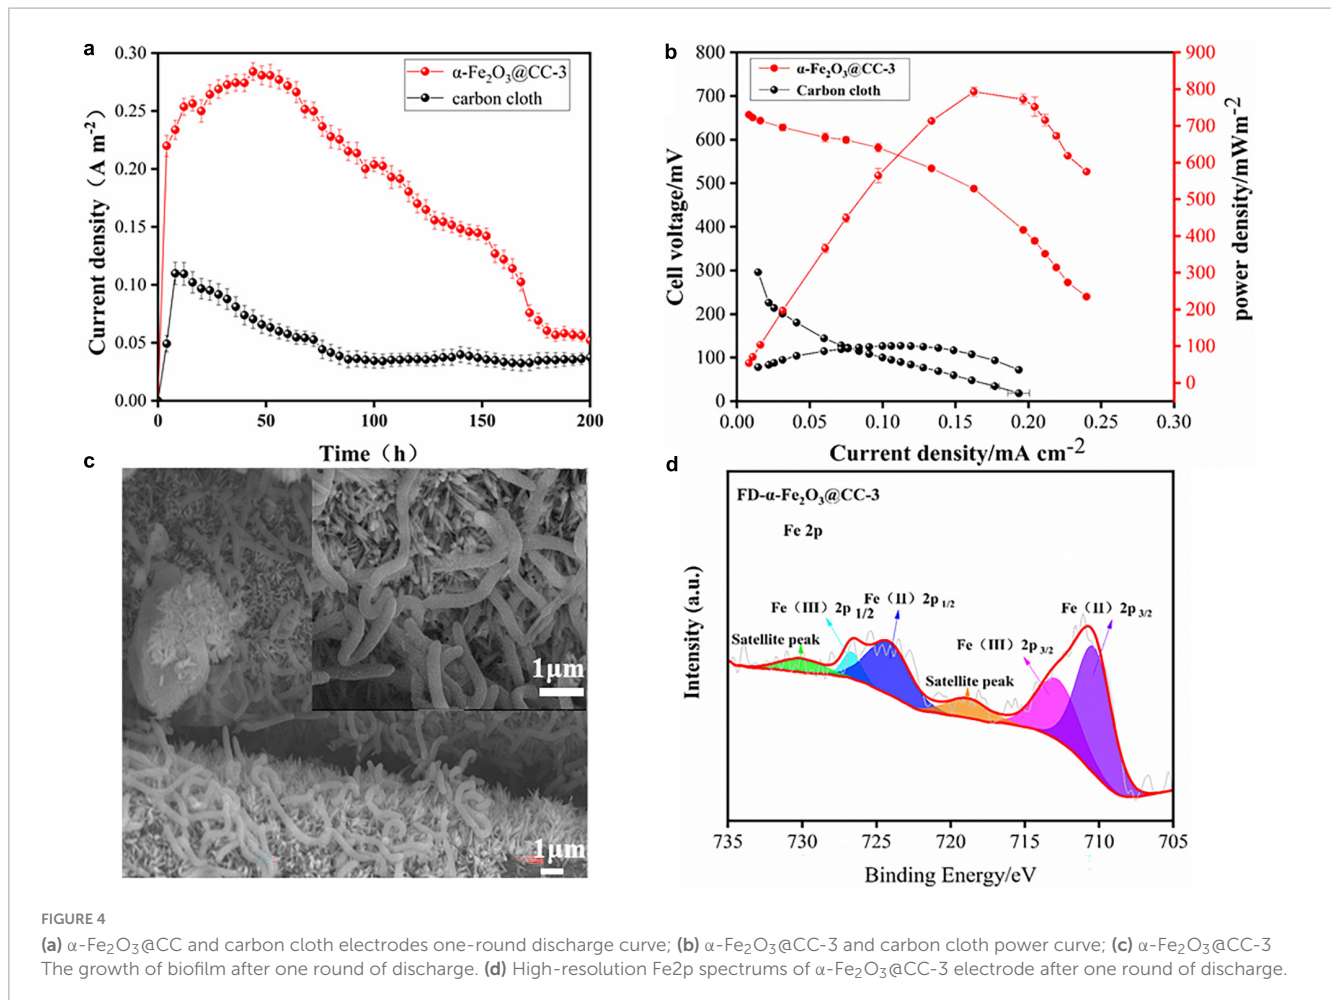 a
0.30
0.25
0.20
0.15
0.10
0.05
0.00
Current density（A m-2）
α-Fe2O3@CC-3
carbon cloth
0
50
100
150
200
Time（h）
b
800
700
600
500
400
300
200
100
0
Cell voltage/mV
α-Fe2O3@CC-3
Carbon cloth
900
800
700
600
500
400
300
200
100
0
power density/mWm-2
0.00
0.05
0.10
0.15
0.20
0.25
0.30
Current density/mA cm-2
c
1μm
1μm
d
FD-α-Fe2O3@CC-3
Fe 2p
Intensity (a.u.)
Satellite peak
Fe（III）2p 1/2
Fe（II）2p 1/2
Satellite peak
Fe（III）2p 3/2
Fe（II）2p 3/2
735
730
725
720
715
710
705
Binding Energy/eV
FIGURE 4
(a) α-Fe2O3@CC and carbon cloth electrodes one-round discharge curve; (b) α-Fe2O3@CC-3 and carbon cloth power curve; (c) α-Fe2O3@CC-3
The growth of biofilm after one round of discharge. (d) High-resolution Fe2p spectrums of α-Fe2O3@CC-3 electrode after one round of discharge.